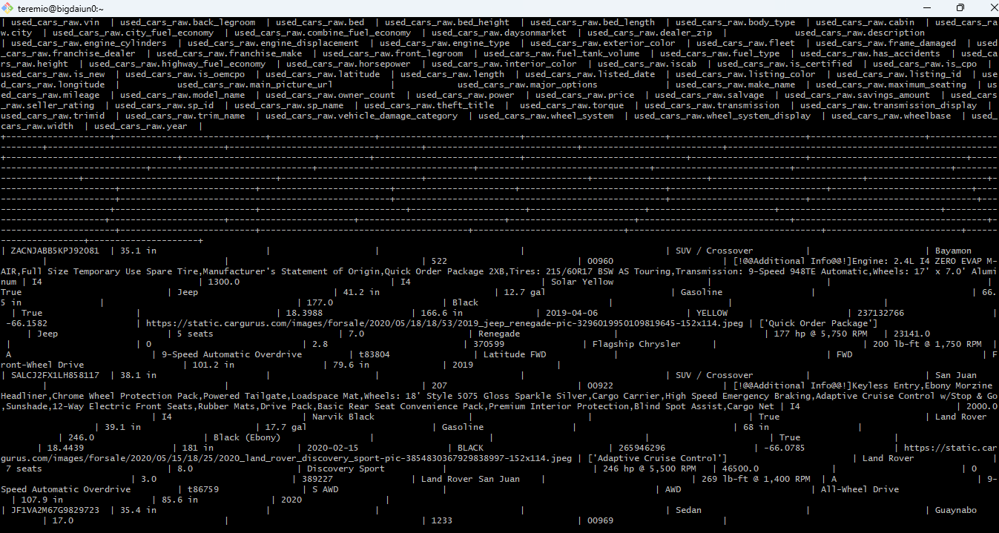 teremio@bigdaiun0:~
| used_cars_raw.vin | used_cars_raw.back_legroom | used_cars_raw.bed | used_cars_raw.bed_height | used_cars_raw.bed_length | used_cars_raw.body_type | used_cars_raw.cabin | used_cars_ra
w.city | used_cars_raw.city_fuel_economy | used_cars_raw.combine_fuel_economy | used_cars_raw.daysonmarket | used_cars_raw.dealer_zip | used_cars_raw.description
| used_cars_raw.engine_cylinders | used_cars_raw.engine_displacement | used_cars_raw.engine_type | used_cars_raw.exterior_color | used_cars_raw.fleet | used_cars_raw.frame_damaged | used
_cars_raw.franchise_dealer | used_cars_raw.franchise_make | used_cars_raw.front_legroom | used_cars_raw.fuel_tank_volume | used_cars_raw.fuel_type | used_cars_raw.has_accidents | used_ca
rs_raw.height | used_cars_raw.highway_fuel_economy | used_cars_raw.horsepower | used_cars_raw.interior_color | used_cars_raw.iscab | used_cars_raw.is_certified | used_cars_raw.is_cpo |
used_cars_raw.is_new | used_cars_raw.is_oemcpo | used_cars_raw.latitude | used_cars_raw.length | used_cars_raw.listed_date | used_cars_raw.listing_color | used_cars_raw.listing_id | use
d_cars_raw.longitude | used_cars_raw.main_picture_url | used_cars_raw.major_options | used_cars_raw.make_name | used_cars_raw.maximum_seating | us
ed_cars_raw.mileage | used_cars_raw.model_name | used_cars_raw.owner_count | used_cars_raw.power | used_cars_raw.price | used_cars_raw.salvage | used_cars_raw.savings_amount | used_cars
_raw.seller_rating | used_cars_raw.sp_id | used_cars_raw.sp_name | used_cars_raw.theft_title | used_cars_raw.torque | used_cars_raw.transmission | used_cars_raw.transmission_display |
used_cars_raw.trimid | used_cars_raw.trim_name | used_cars_raw.vehicle_damage_category | used_cars_raw.wheel_system | used_cars_raw.wheel_system_display | used_cars_raw.wheelbase | used_
cars_raw.width | used_cars_raw.year |
| ZACNJABB5KPJ92081 | 35.1 in | | | | SUV / Crossover | | Bayamon
| | | 522 | 00960 | [!@@Additional Info@@!]Engine: 2.4L I4 ZERO EVAP M-
AIR,Full Size Temporary Use Spare Tire,Manufacturer's Statement of Origin,Quick Order Package 2XB,Tires: 215/60R17 BSW AS Touring,Transmission: 9-Speed 948TE Automatic,Wheels: 17' x 7.0' Alumi
num | I4 | 1300.0 | I4 | Solar Yellow | | |
True | Jeep | 41.2 in | 12.7 gal | Gasoline | | 66.
5 in | | 177.0 | Black | | |
| True | | 18.3988 | 166.6 in | 2019-04-06 | YELLOW | 237132766 |
-66.1582 | https://static.cargurus.com/images/forsale/2020/05/18/18/53/2019_jeep_renegade-pic-3296019950109819645-152x114.jpeg | ['Quick Order Package']
| Jeep | 5 seats | 7.0 | Renegade | | 177 hp @ 5,750 RPM | 23141.0
| | 0 | 2.8 | 370599 | Flagship Chrysler | | 200 lb-ft @ 1,750 RPM |
A | 9-Speed Automatic Overdrive | t83804 | Latitude FWD | | FWD | F
ront-Wheel Drive | 101.2 in | 79.6 in | 2019 |
| SALCJ2FX1LH858117 | 38.1 in | | | | SUV / Crossover | | San Juan
| | | 207 | 00922 | [!@@Additional Info@@!]Keyless Entry,Ebony Morzine
Headliner,Chrome Wheel Protection Pack,Powered Tailgate,Loadspace Mat,Wheels: 18' Style 5075 Gloss Sparkle Silver,Cargo Carrier,High Speed Emergency Braking,Adaptive Cruise Control w/Stop & Go
,Sunshade,12-Way Electric Front Seats,Rubber Mats,Drive Pack,Basic Rear Seat Convenience Pack,Premium Interior Protection,Blind Spot Assist,Cargo Net | I4 | 2000.0
| I4 | Narvik Black | | | True | Land Rover
| 39.1 in | 17.7 gal | Gasoline | | 68 in |
| 246.0 | Black (Ebony) | | | True |
| 18.4439 | 181 in | 2020-02-15 | BLACK | 265946296 | -66.0785 | https://static.car
gurus.com/images/forsale/2020/05/15/18/25/2020_land_rover_discovery_sport-pic-3854830367929838997-152x114.jpeg | ['Adaptive Cruise Control'] | Land Rover |
7 seats | 8.0 | Discovery Sport | | 246 hp @ 5,500 RPM | 46500.0 | | 0
| 3.0 | 389227 | Land Rover San Juan | | 269 lb-ft @ 1,400 RPM | A | 9-
Speed Automatic Overdrive | t86759 | S AWD | | AWD | All-Wheel Drive
| 107.9 in | 85.6 in | 2020 |
| JF1VA2M67G9829723 | 35.4 in | | | | Sedan | | Guaynabo
| 17.0 | | 1233 | 00969 |